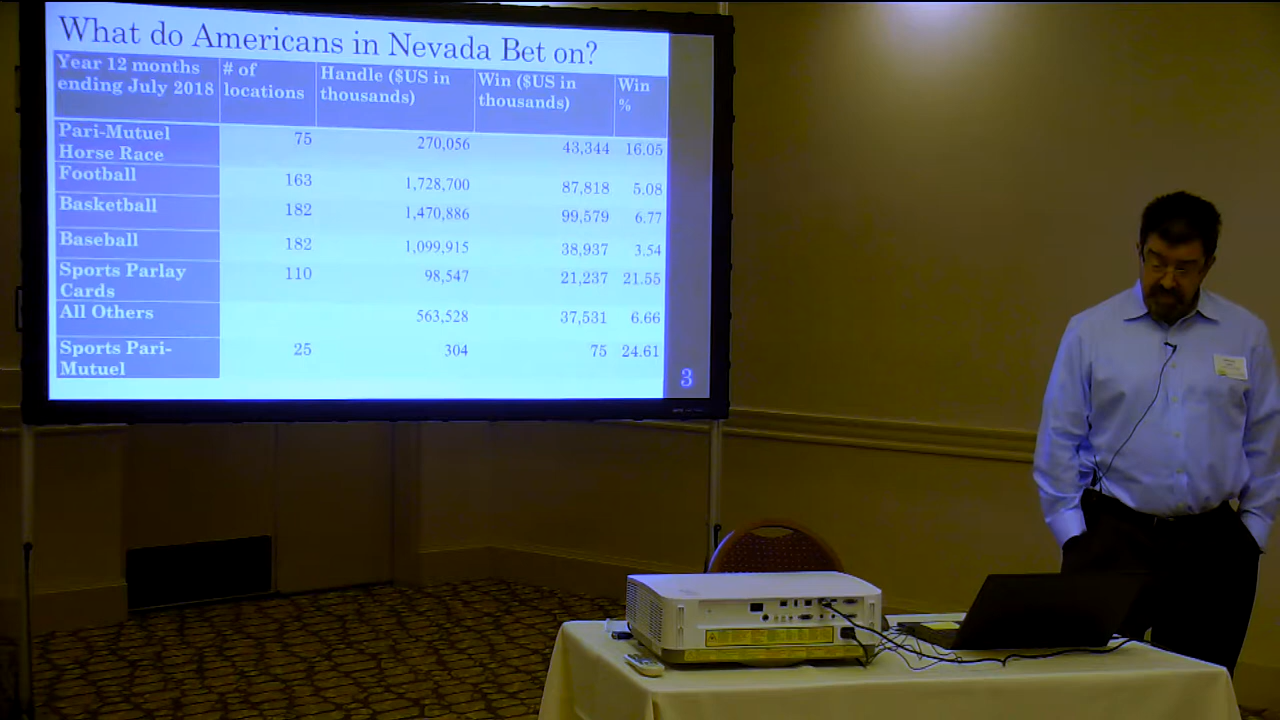 What do Americans in Nevada Bet on?
Year 12 months ending July 2018 # of locations Handle ($US in thousands) Win ($US in thousands) Win %
Pari-Mutuel Horse Race 75 270,056 43,344 16.05
Football 163 1,728,700 87,818 5.08
Basketball 182 1,470,886 99,579 6.77
Baseball 182 1,099,915 38,937 3.54
Sports Parlay Cards 110 98,547 21,237 21.55
All Others 563,528 37,531 6.66
Sports Pari-Mutuel 25 304 75 24.61
3